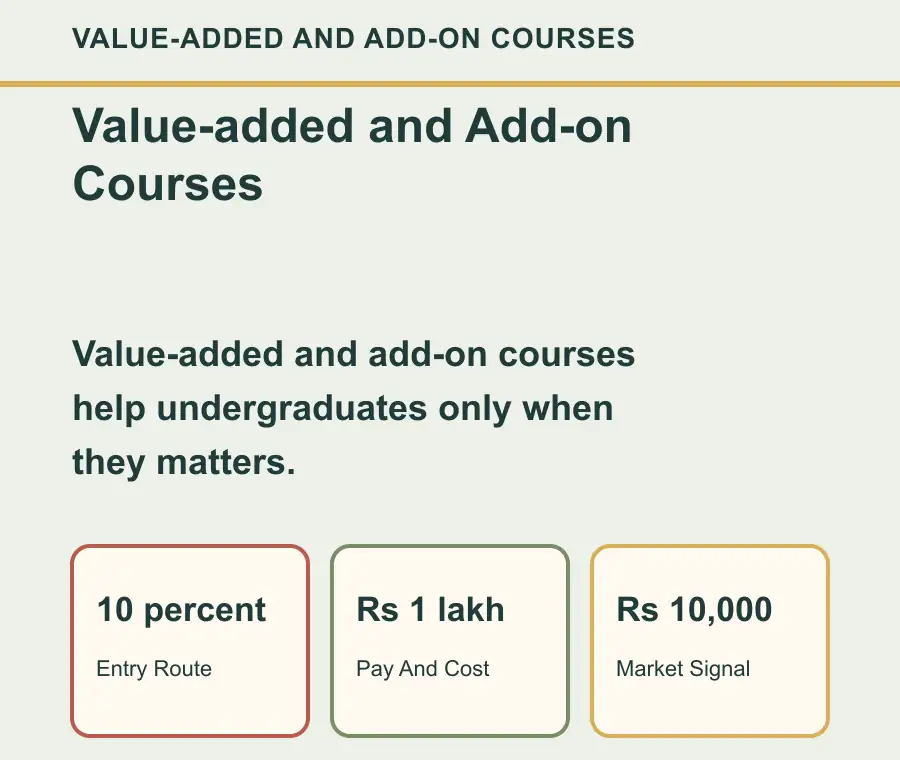 VALUE-ADDED AND ADD-ON COURSES
Value-added and Add-on
Courses
Value-added and add-on courses
help undergraduates only when
they matters.
10 percent
Entry Route
Rs 1 lakh
Pay And Cost
Rs 10,000
Market Signal